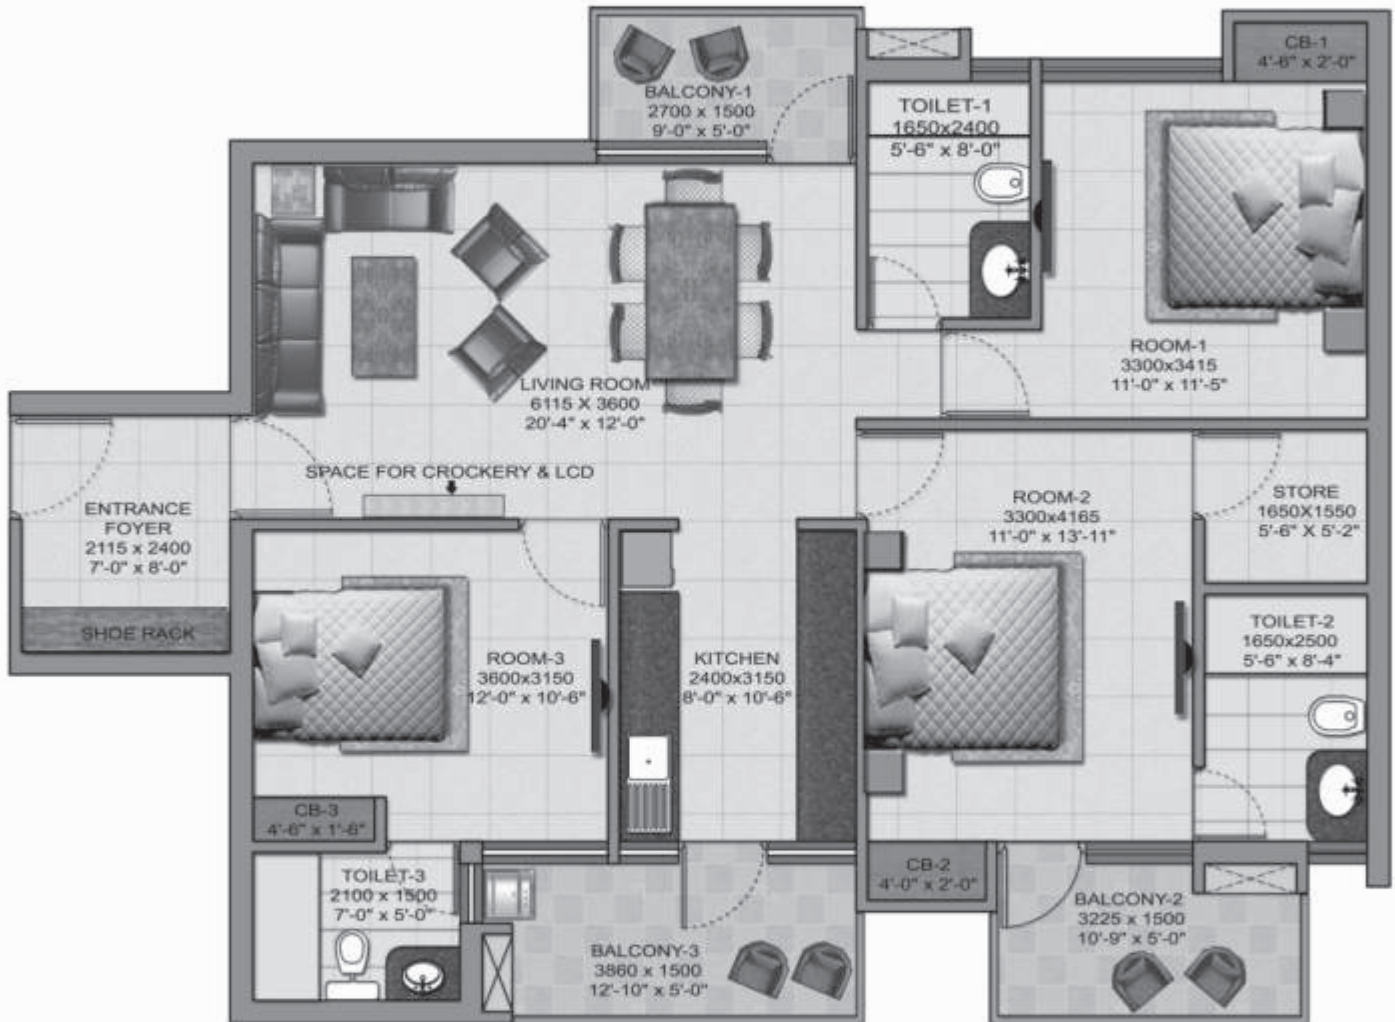 BALCONY-1
2700 x 1500
9'-0" x 5'-0"
CB-1
4'-6" x 2'-0"
TOILET-1
1650x2400
5'-6" x 8'-0"
ROOM-1
3300x3415
11'-0" x 11'-5"
LIVING ROOM
6115 X 3600
20'-4" x 12'-0"
SPACE FOR CROCKERY & LCD
ENTRANCE
FOYER
2115 x 2400
7'-0" x 8'-0"
SHOE RACK
ROOM-2
3300x4165
11'-0" x 13'-11"
STORE
1650X1550
5'-6" X 5'-2"
TOILET-2
1650x2500
5'-6" x 8'-4"
ROOM-3
3600x3150
12'-0" x 10'-6"
KITCHEN
2400x3150
8'-0" x 10'-6"
CB-3
4'-6" x 1'-6"
TOILET-3
2100 x 1500
7'-0" x 5'-0"
CB-2
4'-0" x 2'-0"
BALCONY-2
3225 x 1500
10'-9" x 5'-0"
BALCONY-3
3860 x 1500
12'-10" x 5'-0"